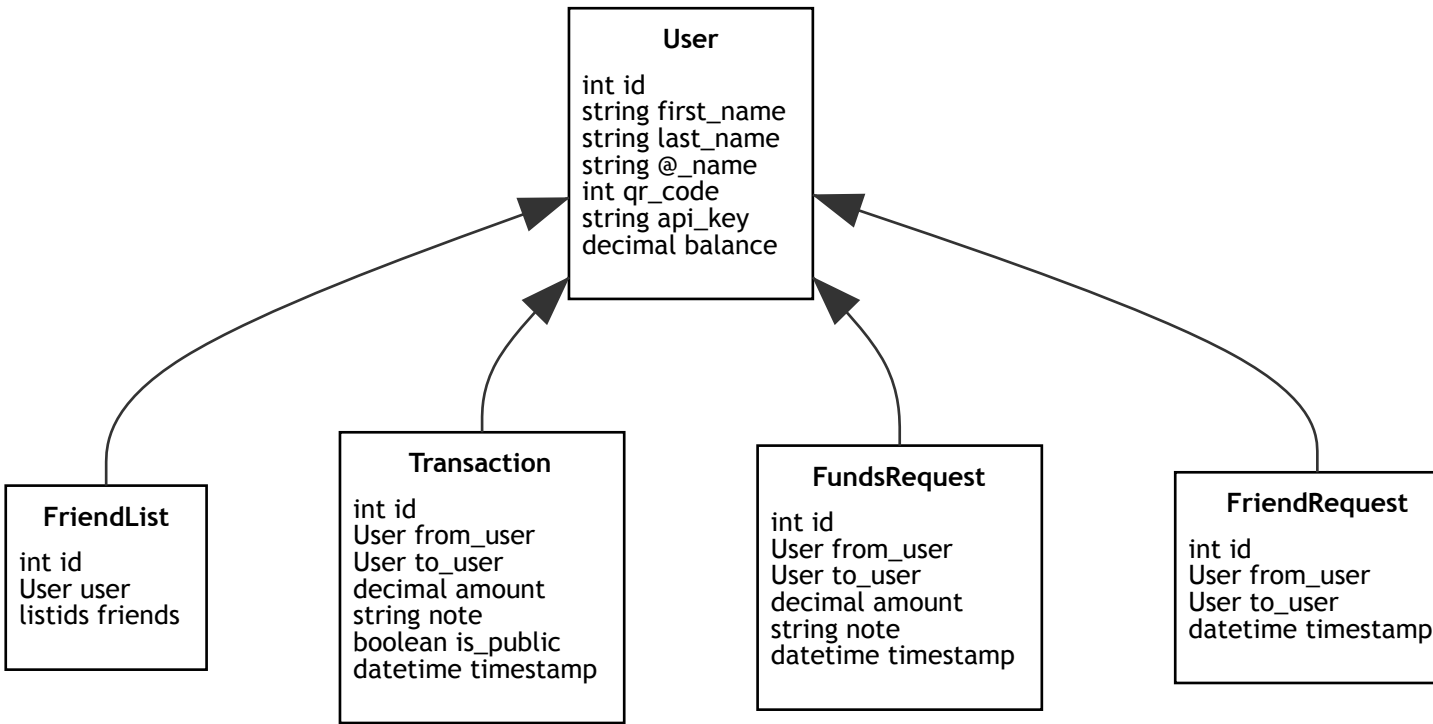 User
int id
string first_name
string last_name
string @_name
int qr_code
string api_key
decimal balance
FriendList
int id
User user
listids friends
Transaction
int id
User from_user
User to_user
decimal amount
string note
boolean is_public
datetime timestamp
FundsRequest
int id
User from_user
User to_user
decimal amount
string note
datetime timestamp
FriendRequest
int id
User from_user
User to_user
datetime timestamp